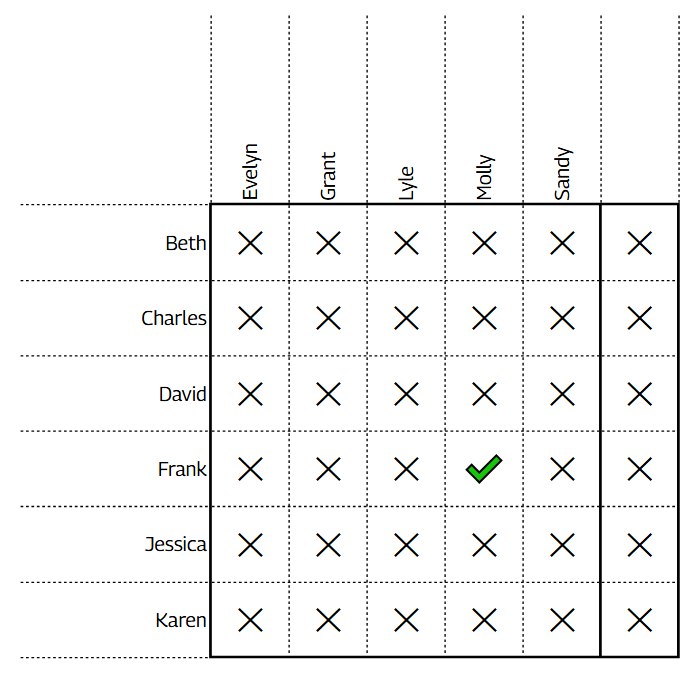 Evelyn
Grant
Lyle
Molly
Sandy
Beth
Charles
David
Frank
Jessica
Karen